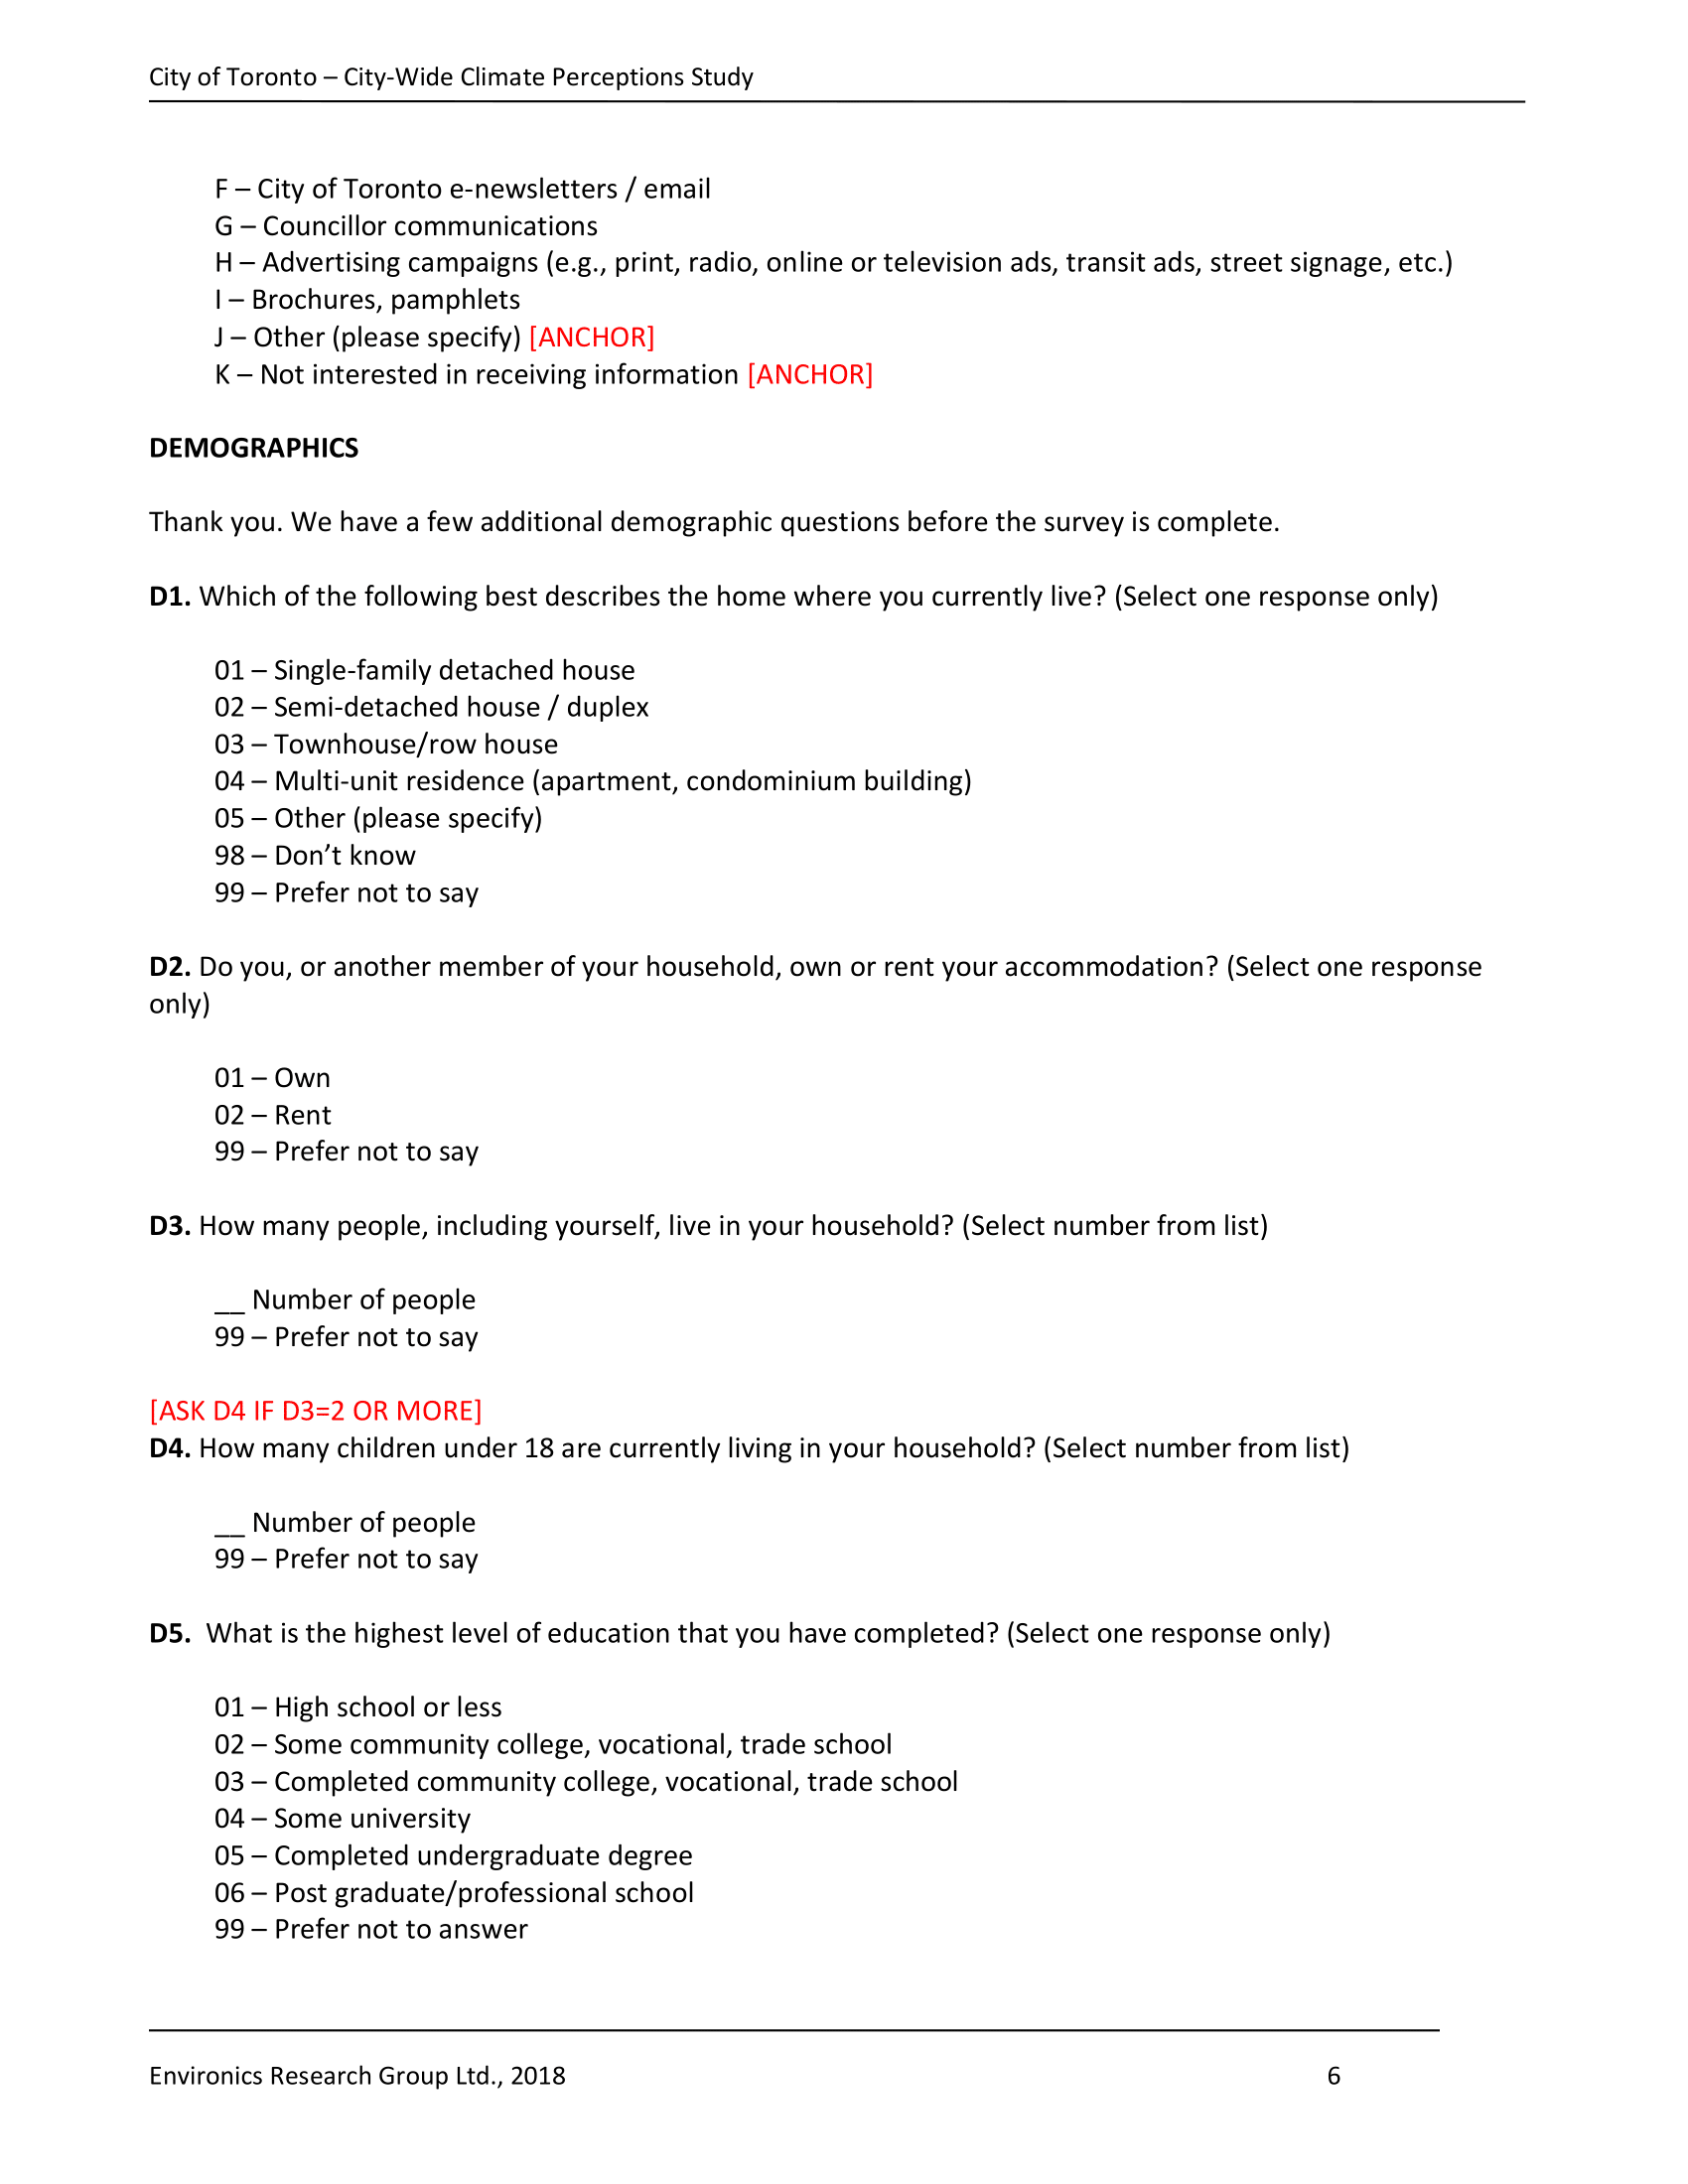 City of Toronto – City-Wide Climate Perceptions Study
F – City of Toronto e-newsletters / email
G – Councillor communications
H – Advertising campaigns (e.g., print, radio, online or television ads, transit ads, street signage, etc.)
I – Brochures, pamphlets
J – Other (please specify) [ANCHOR]
K – Not interested in receiving information [ANCHOR]
DEMOGRAPHICS
Thank you. We have a few additional demographic questions before the survey is complete.
D1. Which of the following best describes the home where you currently live? (Select one response only)
01 – Single-family detached house
02 – Semi-detached house / duplex
03 – Townhouse/row house
04 – Multi-unit residence (apartment, condominium building)
05 – Other (please specify)
98 – Don’t know
99 – Prefer not to say
D2. Do you, or another member of your household, own or rent your accommodation? (Select one response
only)
01 – Own
02 – Rent
99 – Prefer not to say
D3. How many people, including yourself, live in your household? (Select number from list)
__ Number of people
99 – Prefer not to say
[ASK D4 IF D3=2 OR MORE]
D4. How many children under 18 are currently living in your household? (Select number from list)
__ Number of people
99 – Prefer not to say
D5.  What is the highest level of education that you have completed? (Select one response only)
01 – High school or less
02 – Some community college, vocational, trade school
03 – Completed community college, vocational, trade school
04 – Some university
05 – Completed undergraduate degree
06 – Post graduate/professional school
99 – Prefer not to answer
Environics Research Group Ltd., 2018 6